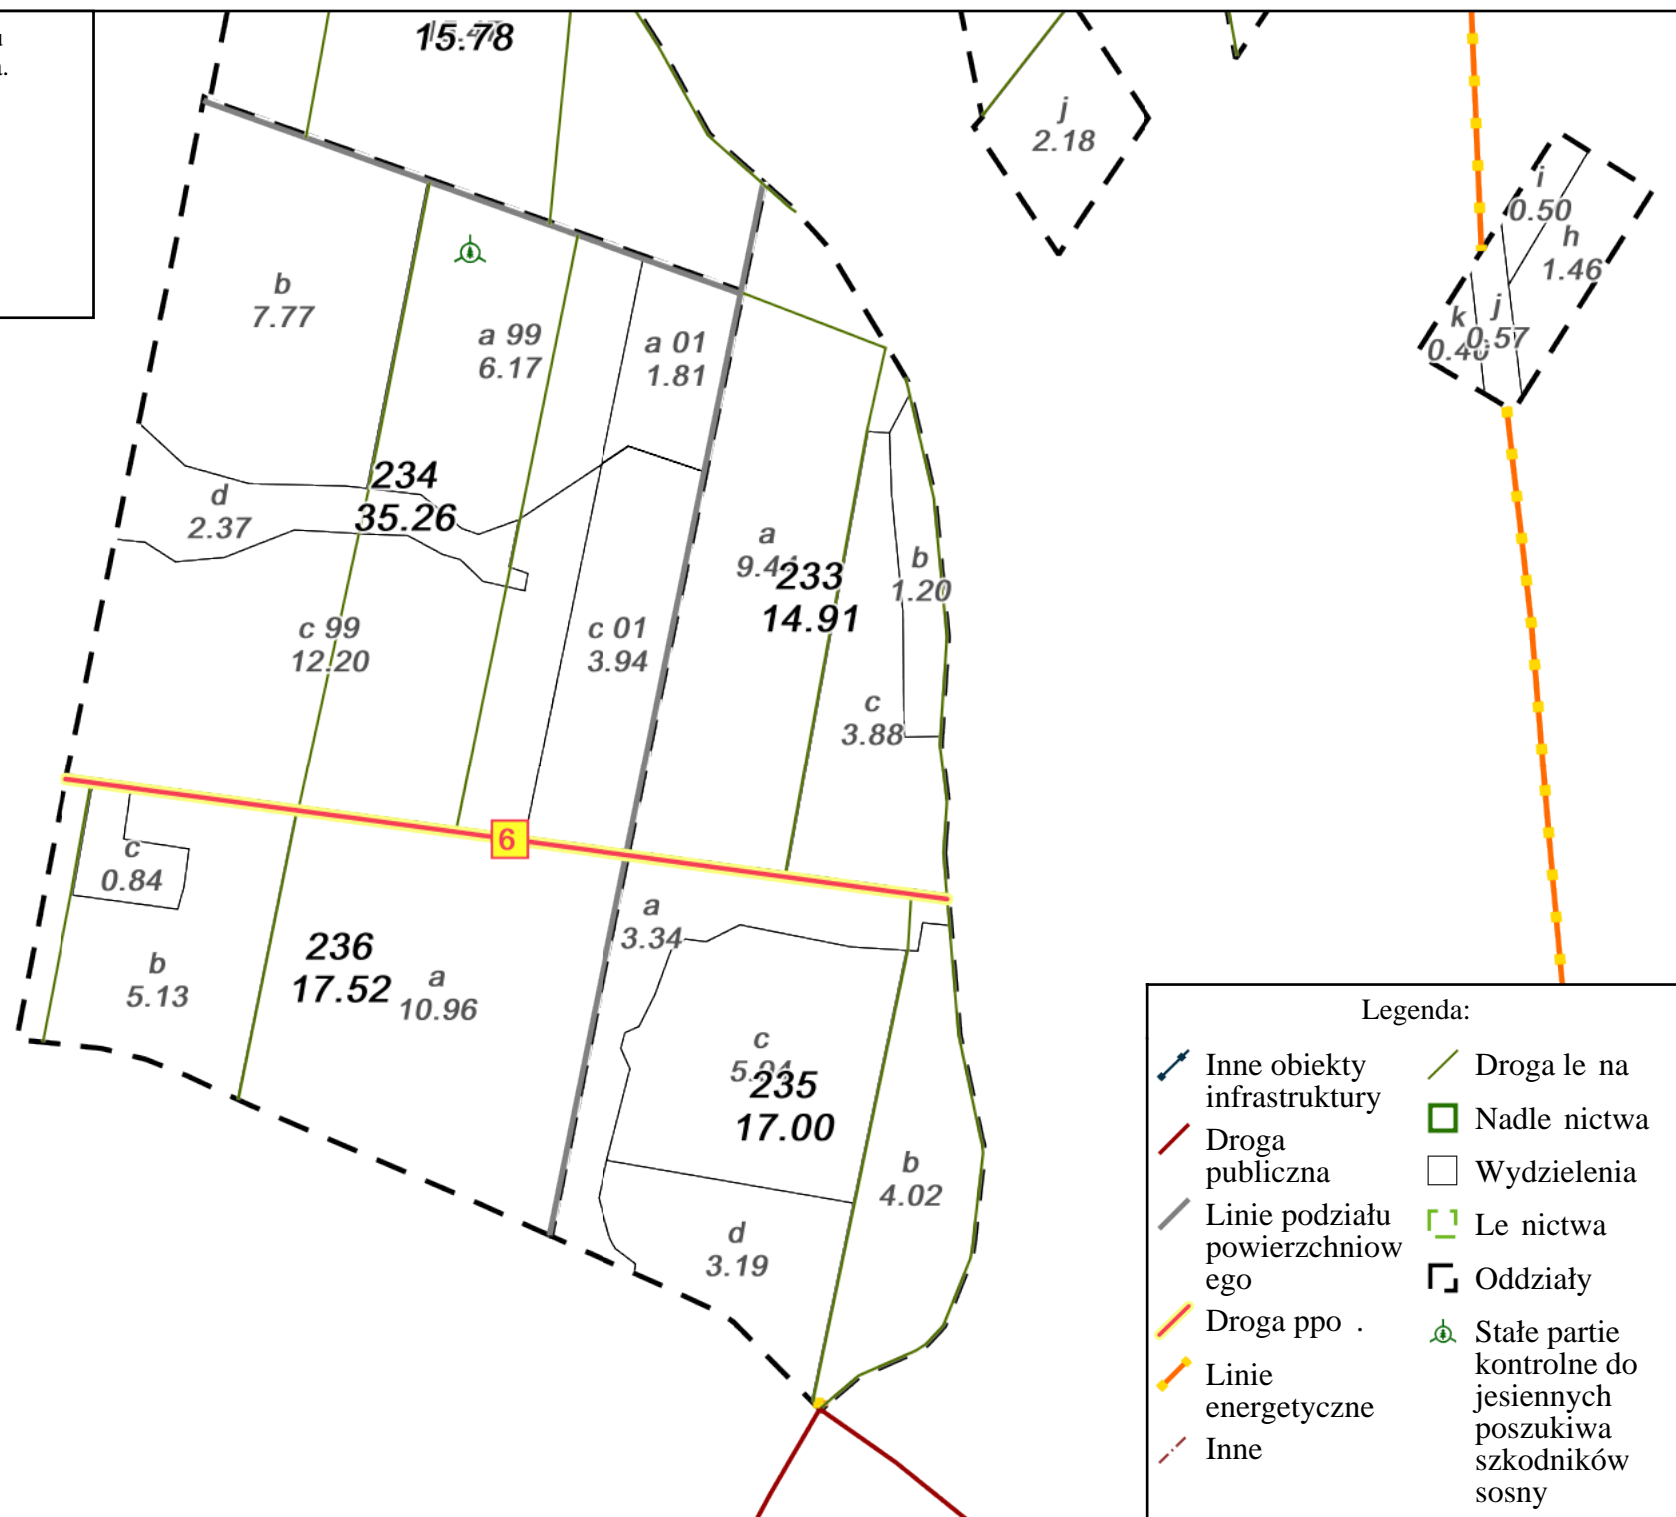 15.78
j
2.18
i
0.50
h
1.46
j
0.57
k
b
7.77
a 99
6.17
a 01
1.81
234
35.26
d
2.37
a
233
14.91
b
1.20
c 99
12.20
c 01
3.94
c
3.88
6
c
0.84
a
3.34
236
17.52
b
5.13
a
10.96
c
235
17.00
b
4.02
d
3.19
Legenda:
Inne obiekty
infrastruktury
Droga
publiczna
Linie podziału
powierzchniow
ego
Droga ppo .
Linie
energetyczne
Inne
Droga le na
Nadle nictwa
Wydzielenia
Le nictwa
Oddziały
Stałe partie
kontrolne do
jesiennych
poszukiwa
szkodników
sosny